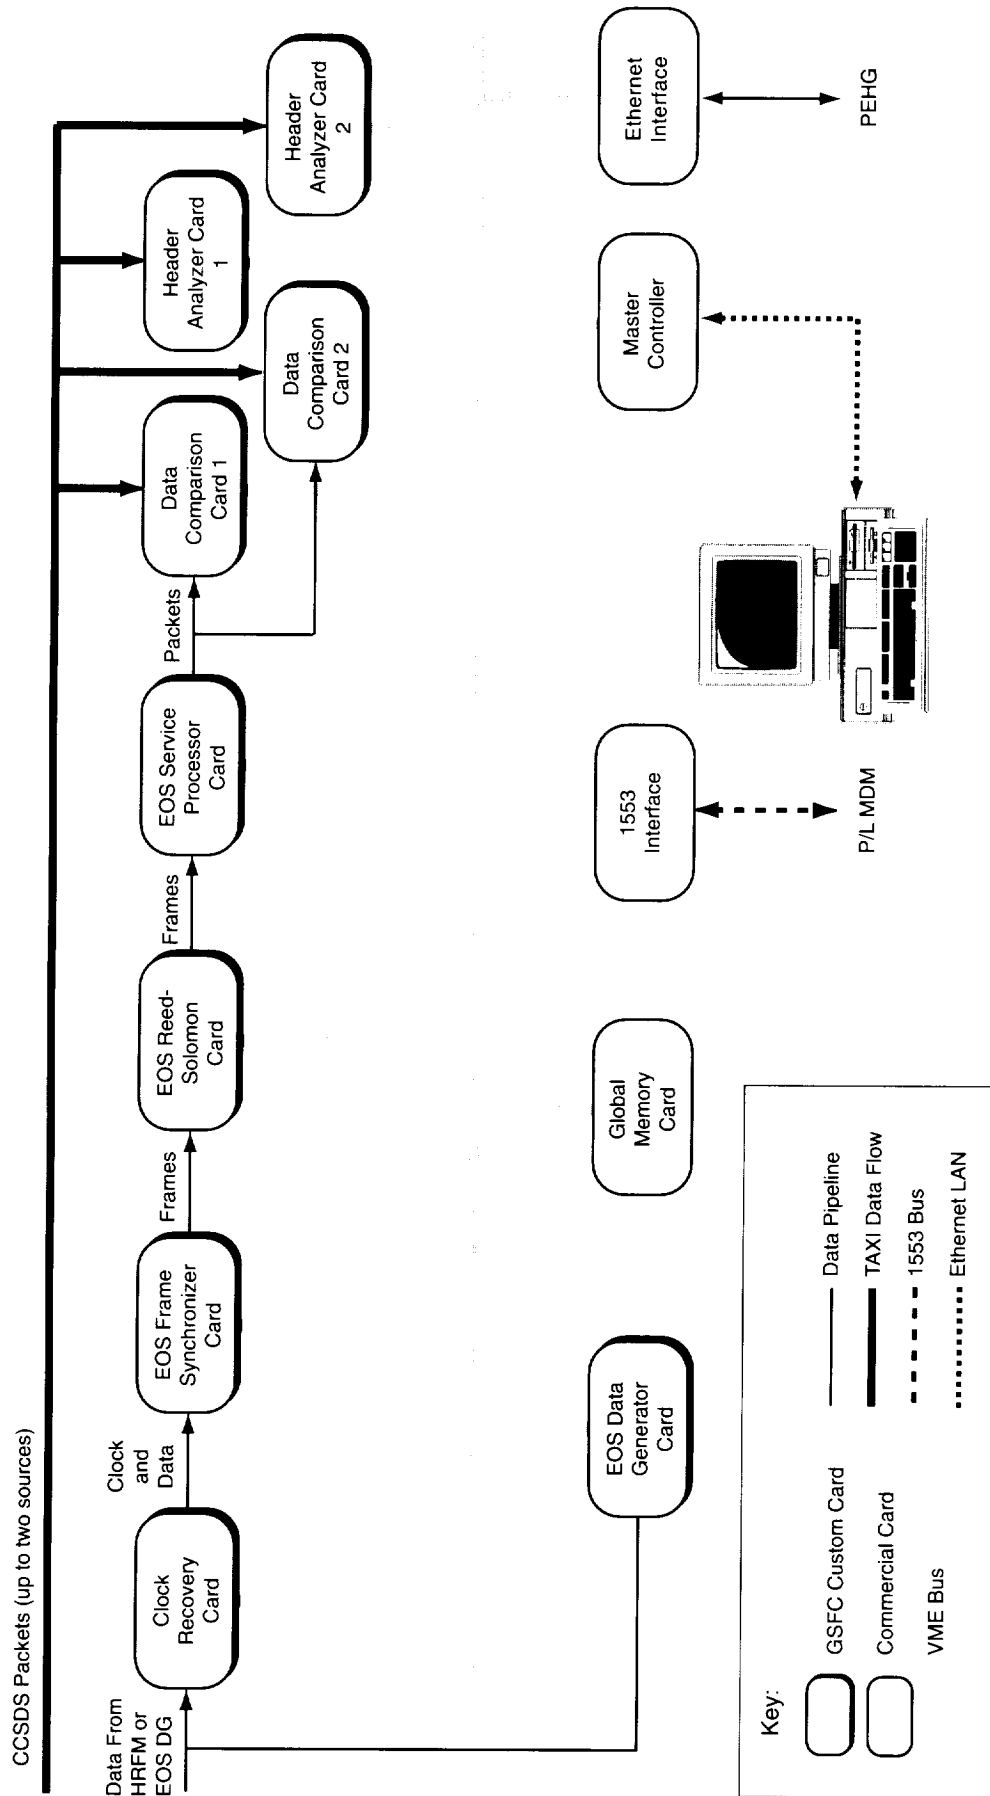 CCSDS Packets (up to two sources)
Data From
HRFM or
EOS DG
Clock
Recovery
Card
Clock
and
Data
EOS Frame
Synchronizer
Card
Frames
EOS Reed-
Solomon
Card
Frames
EOS Service
Processor
Card
Packets
Data
Comparison
Card 1
Data
Comparison
Card 2
Header
Analyzer Card
1
Header
Analyzer Card
2
EOS Data
Generator
Card
Global
Memory
Card
1553
Interface
P/L MDM
Master
Controller
Ethernet
Interface
PEHG
Key:
GSFC Custom Card
Commercial Card
VME Bus
Data Pipeline
TAXI Data Flow
1553 Bus
Ethernet LAN